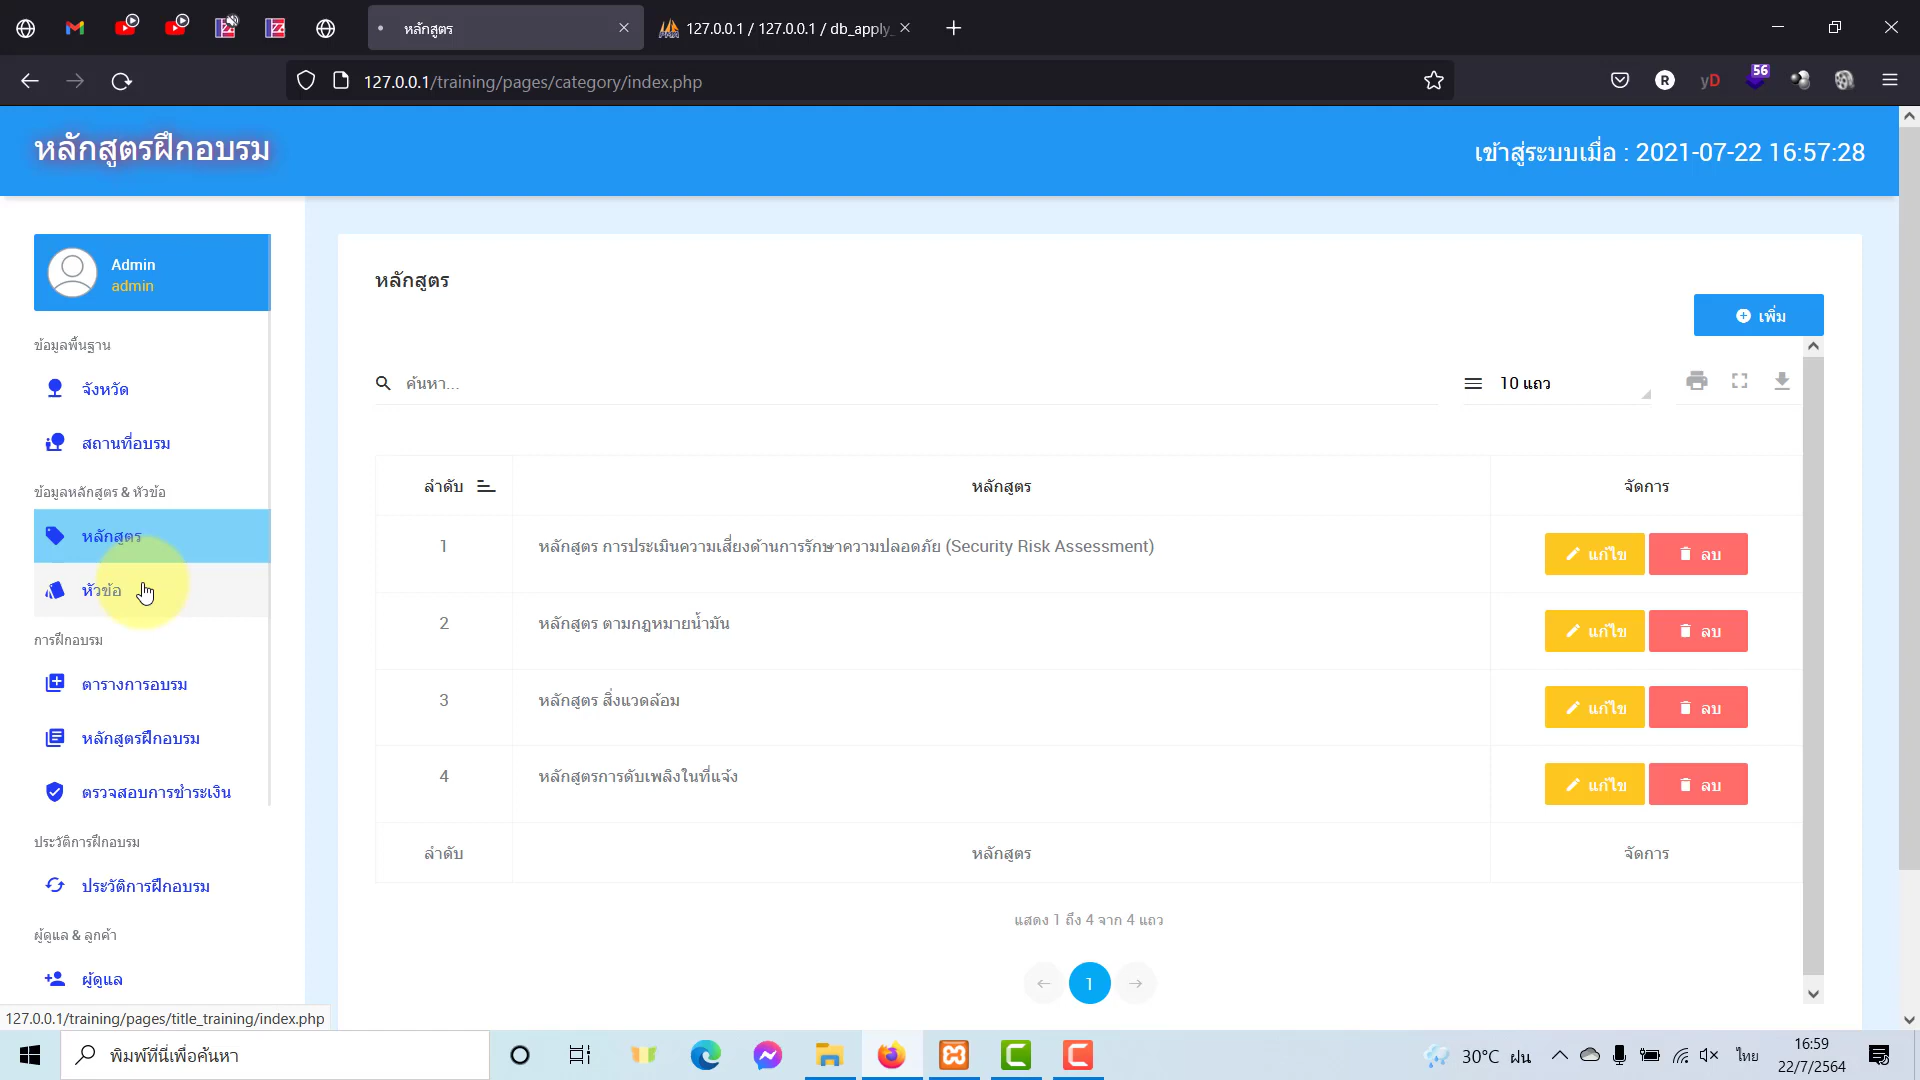 หลักสูตร
127.0.0.1 / 127.0.0.1 / db_apply_
127.0.0.1/training/pages/category/index.php
R
yD
56
หลักสูตรฝึกอบรม
เข้าสู่ระบบเมื่อ : 2021-07-22 16:57:28
Admin
admin
ข้อมูลพื้นฐาน
จังหวัด
สถานที่อบรม
ข้อมูลหลักสูตร & หัวข้อ
หลักสูตร
หัวข้อ
การฝึกอบรม
ตารางการอบรม
หลักสูตรฝึกอบรม
ตรวจสอบการชำระเงิน
ประวัติการฝึกอบรม
ประวัติการฝึกอบรม
ผู้ดูแล & ลูกค้า
ผู้ดูแล
หลักสูตร
เพิ่ม
ค้นหา...
10 แถว
ลำดับ หลักสูตร จัดการ
1 หลักสูตร การประเมินความเสี่ยงด้านการรักษาความปลอดภัย (Security Risk Assessment) แก้ไข ลบ
2 หลักสูตร ตามกฎหมายน้ำมัน แก้ไข ลบ
3 หลักสูตร สิ่งแวดล้อม แก้ไข ลบ
4 หลักสูตรการดับเพลิงในที่แจ้ง แก้ไข ลบ
ลำดับ หลักสูตร จัดการ
แสดง 1 ถึง 4 จาก 4 แถว
1
127.0.0.1/training/pages/title_training/index.php
พิมพ์ที่นี่เพื่อค้นหา
30°C ฝน
ไทย
16:59
22/7/2564